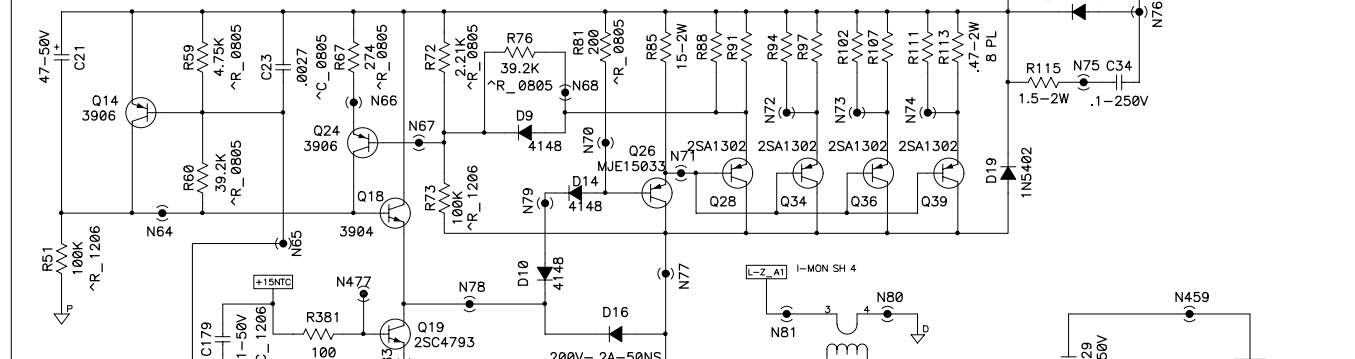 N76
47-50V
C21
R59
4.75K
^R_0805
C23
.0027
^C_0805
R67
274
^R_0805
R72
2.21K
^R_0805
R76
39.2K
^R_0805
R81
200
^R_0805
R85
15-2W
R88
R91
R94
R97
R102
R107
R111
R113
.47-2W
8 PL
R115
1.5-2W
N75
C34
.1-250V
Q14
3906
N66
N68
Q24
3906
N67
D9
4148
N70
N72
N73
N74
Q26
MJE15033
N71
2SA1302
2SA1302
2SA1302
2SA1302
D19
1N5402
R60
39.2K
^R_0805
R73
100K
^R_1206
Q18
3904
N79
D14
4148
Q28
Q34
Q36
Q39
N64
N65
R51
100K
^R_1206
P
+15NTC
N477
N78
D10
4148
N77
L-Z_A1
I-MON SH 4
N81
3
4
N80
D
N459
C179
1-50V
C_1206
R381
100
Q19
2SC4793
D16
200V- 2A-50NS
29
50V